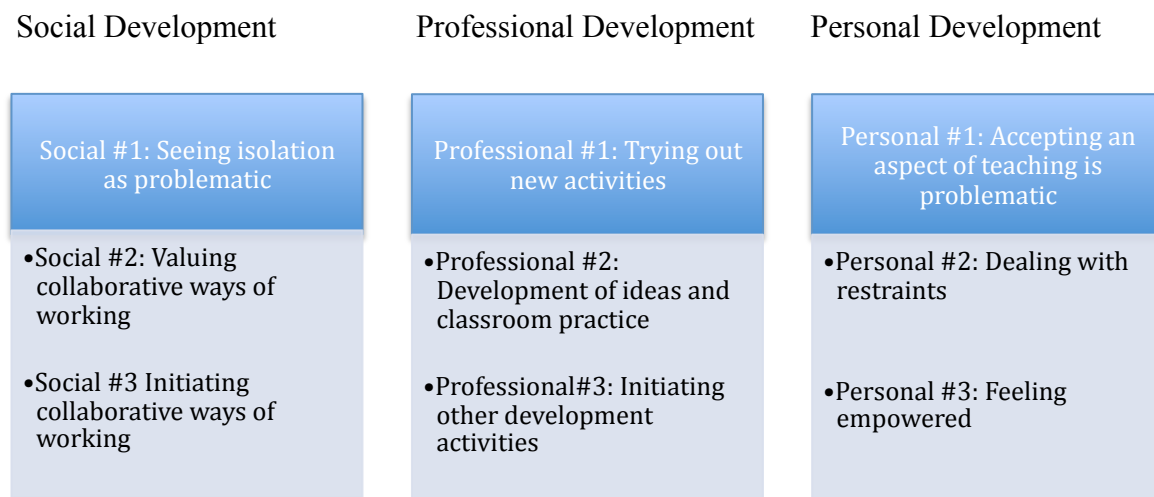 Social Development
Professional Development
Personal Development
Social #1: Seeing isolation
as problematic
•Social #2: Valuing
collaborative ways of
working
•Social #3 Initiating
collaborative ways of
working
Professional #1: Trying out
new activities
•Professional #2:
Development of ideas and
classroom practice
•Professional#3: Initiating
other development
activities
Personal #1: Accepting an
aspect of teaching is
problematic
•Personal #2: Dealing with
restraints
•Personal #3: Feeling
empowered